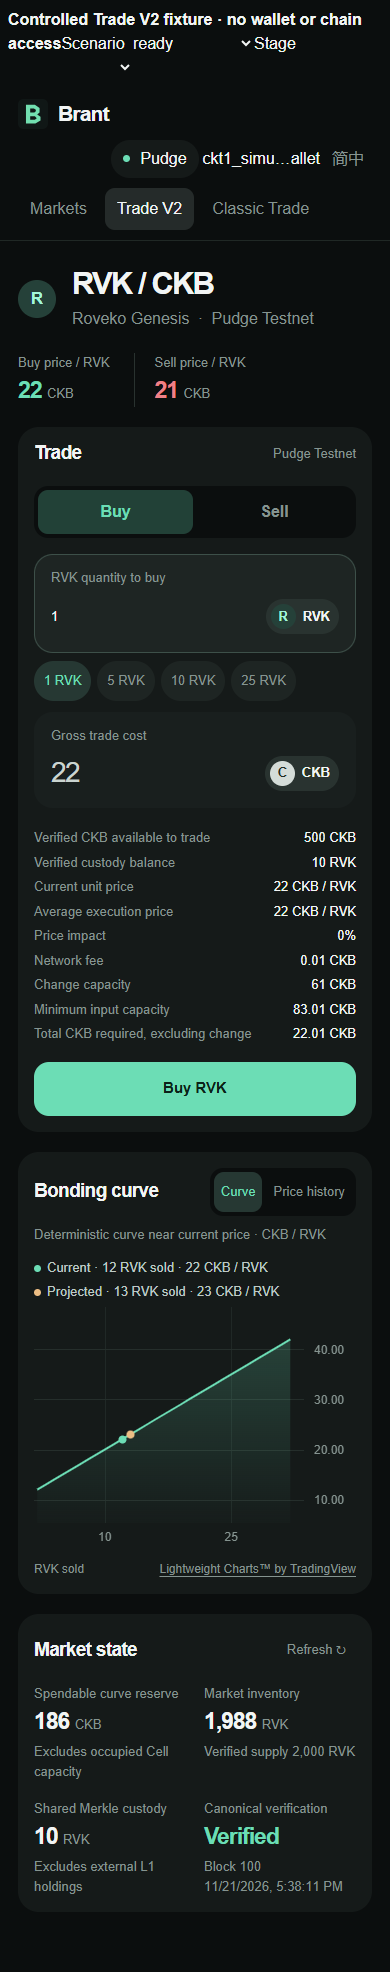 Controlled Trade V2 fixture · no wallet or chain
accessScenario ready Stage
B Brant
Pudge ckt1_simu…allet 简中
Markets Trade V2 Classic Trade
R RVK / CKB
Roveko Genesis · Pudge Testnet
Buy price / RVK Sell price / RVK
22 CKB 21 CKB
Trade Pudge Testnet
Buy Sell
RVK quantity to buy
1 R RVK
1 RVK 5 RVK 10 RVK 25 RVK
Gross trade cost
22 C CKB
Verified CKB available to trade 500 CKB
Verified custody balance 10 RVK
Current unit price 22 CKB / RVK
Average execution price 22 CKB / RVK
Price impact 0%
Network fee 0.01 CKB
Change capacity 61 CKB
Minimum input capacity 83.01 CKB
Total CKB required, excluding change 22.01 CKB
Buy RVK
Bonding curve Curve Price history
Deterministic curve near current price · CKB / RVK
Current · 12 RVK sold · 22 CKB / RVK
Projected · 13 RVK sold · 23 CKB / RVK
40.00
30.00
20.00
10.00
10 25
RVK sold Lightweight Charts™ by TradingView
Market state Refresh ↻
Spendable curve reserve Market inventory
186 CKB 1,988 RVK
Excludes occupied Cell Verified supply 2,000 RVK
capacity
Shared Merkle custody Canonical verification
10 RVK Verified
Excludes external L1 Block 100
holdings 11/21/2026, 5:38:11 PM